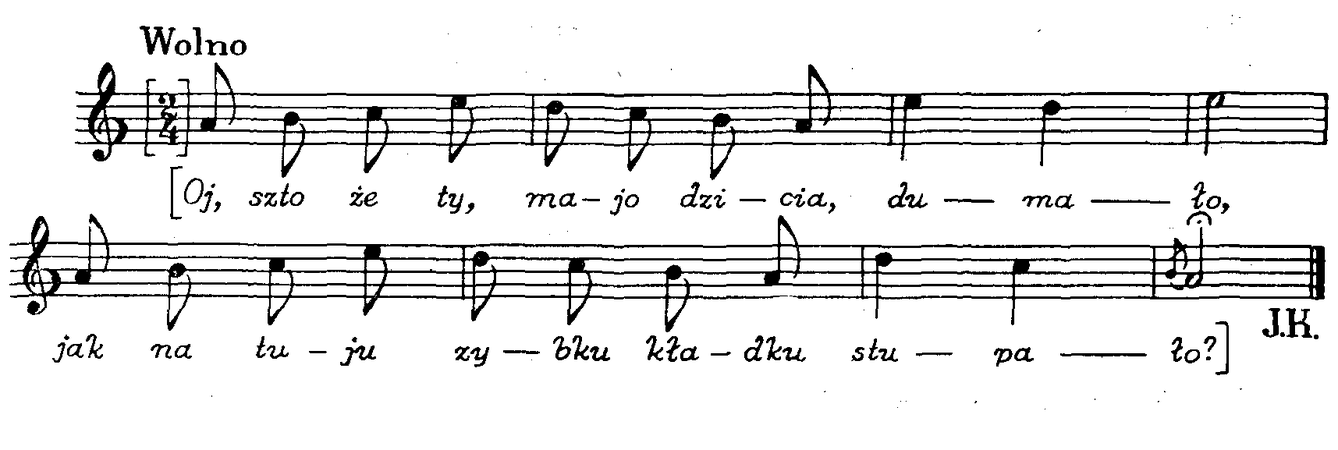 Wolno
[Oj, szto że ty, ma–jo dzi–cia, du — ma — ło,
jak na tu–ju zy–bku kła–dku stu — pa — ło?]
J.K.